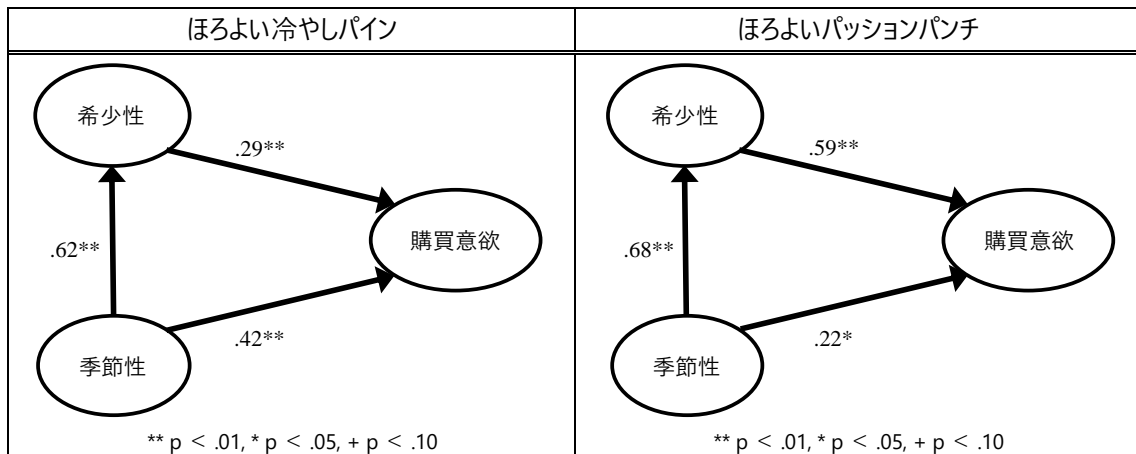 ほろよい冷やしパイン
希少性
.29**
.62**
購買意欲
.42**
季節性
** p < .01, * p < .05, + p < .10
ほろよいパッションパンチ
希少性
.59**
.68**
購買意欲
.22*
季節性
** p < .01, * p < .05, + p < .10